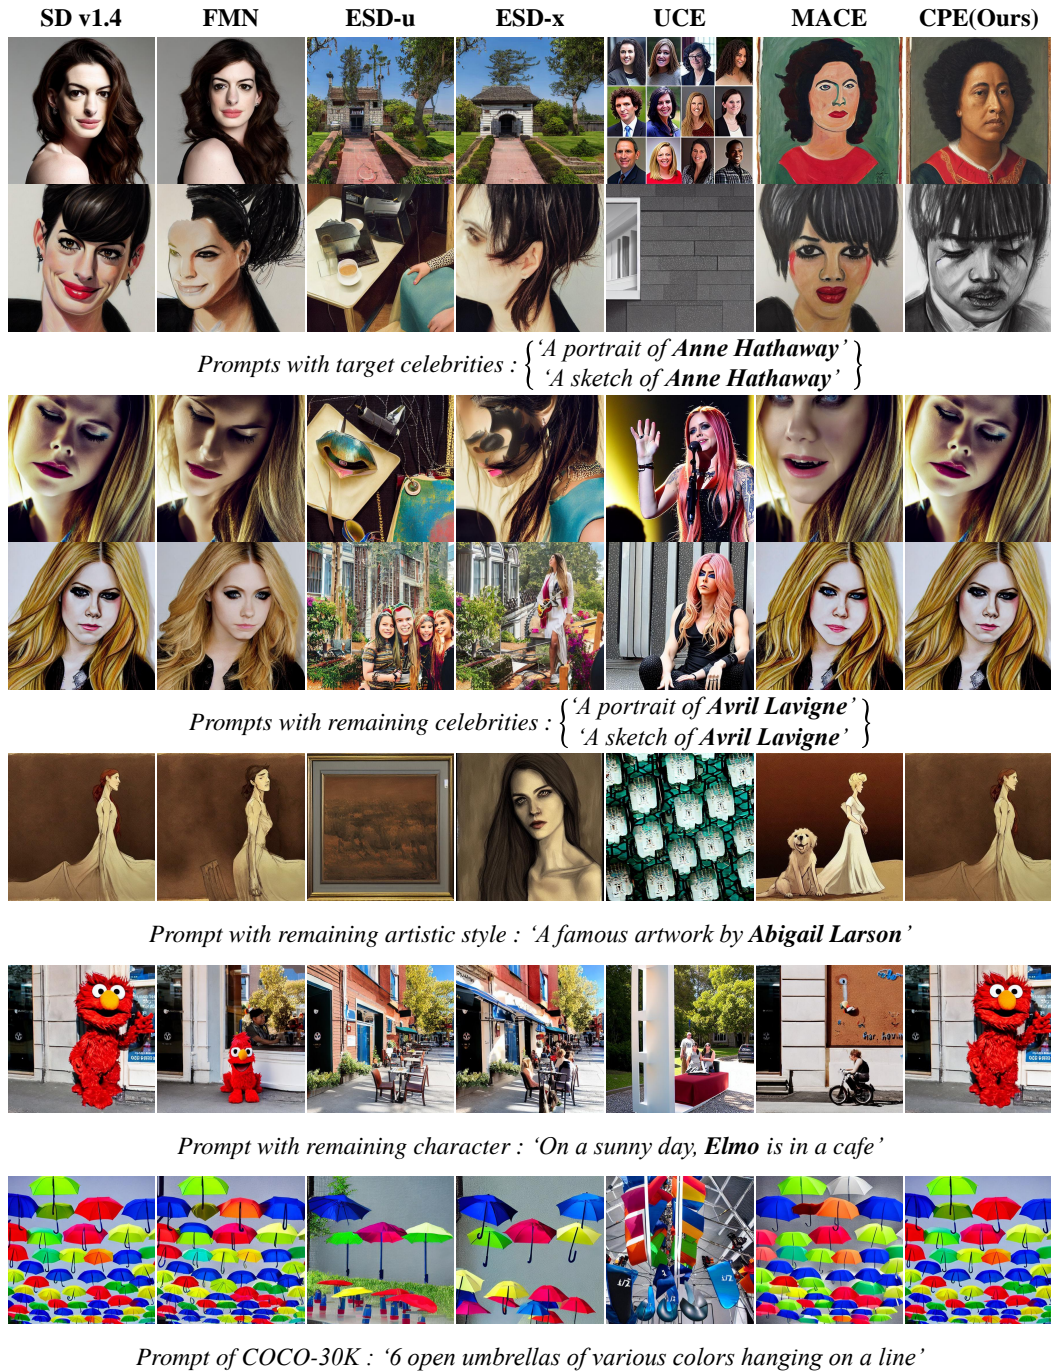 SD v1.4 FMN ESD-u ESD-x UCE MACE CPE(Ours)
Prompts with target celebrities : {'A portrait of Anne Hathaway'
'A sketch of Anne Hathaway'}
Prompts with remaining celebrities : {'A portrait of Avril Lavigne'
'A sketch of Avril Lavigne'}
Prompt with remaining artistic style : 'A famous artwork by Abigail Larson'
Prompt with remaining character : 'On a sunny day, Elmo is in a cafe'
Prompt of COCO-30K : '6 open umbrellas of various colors hanging on a line'